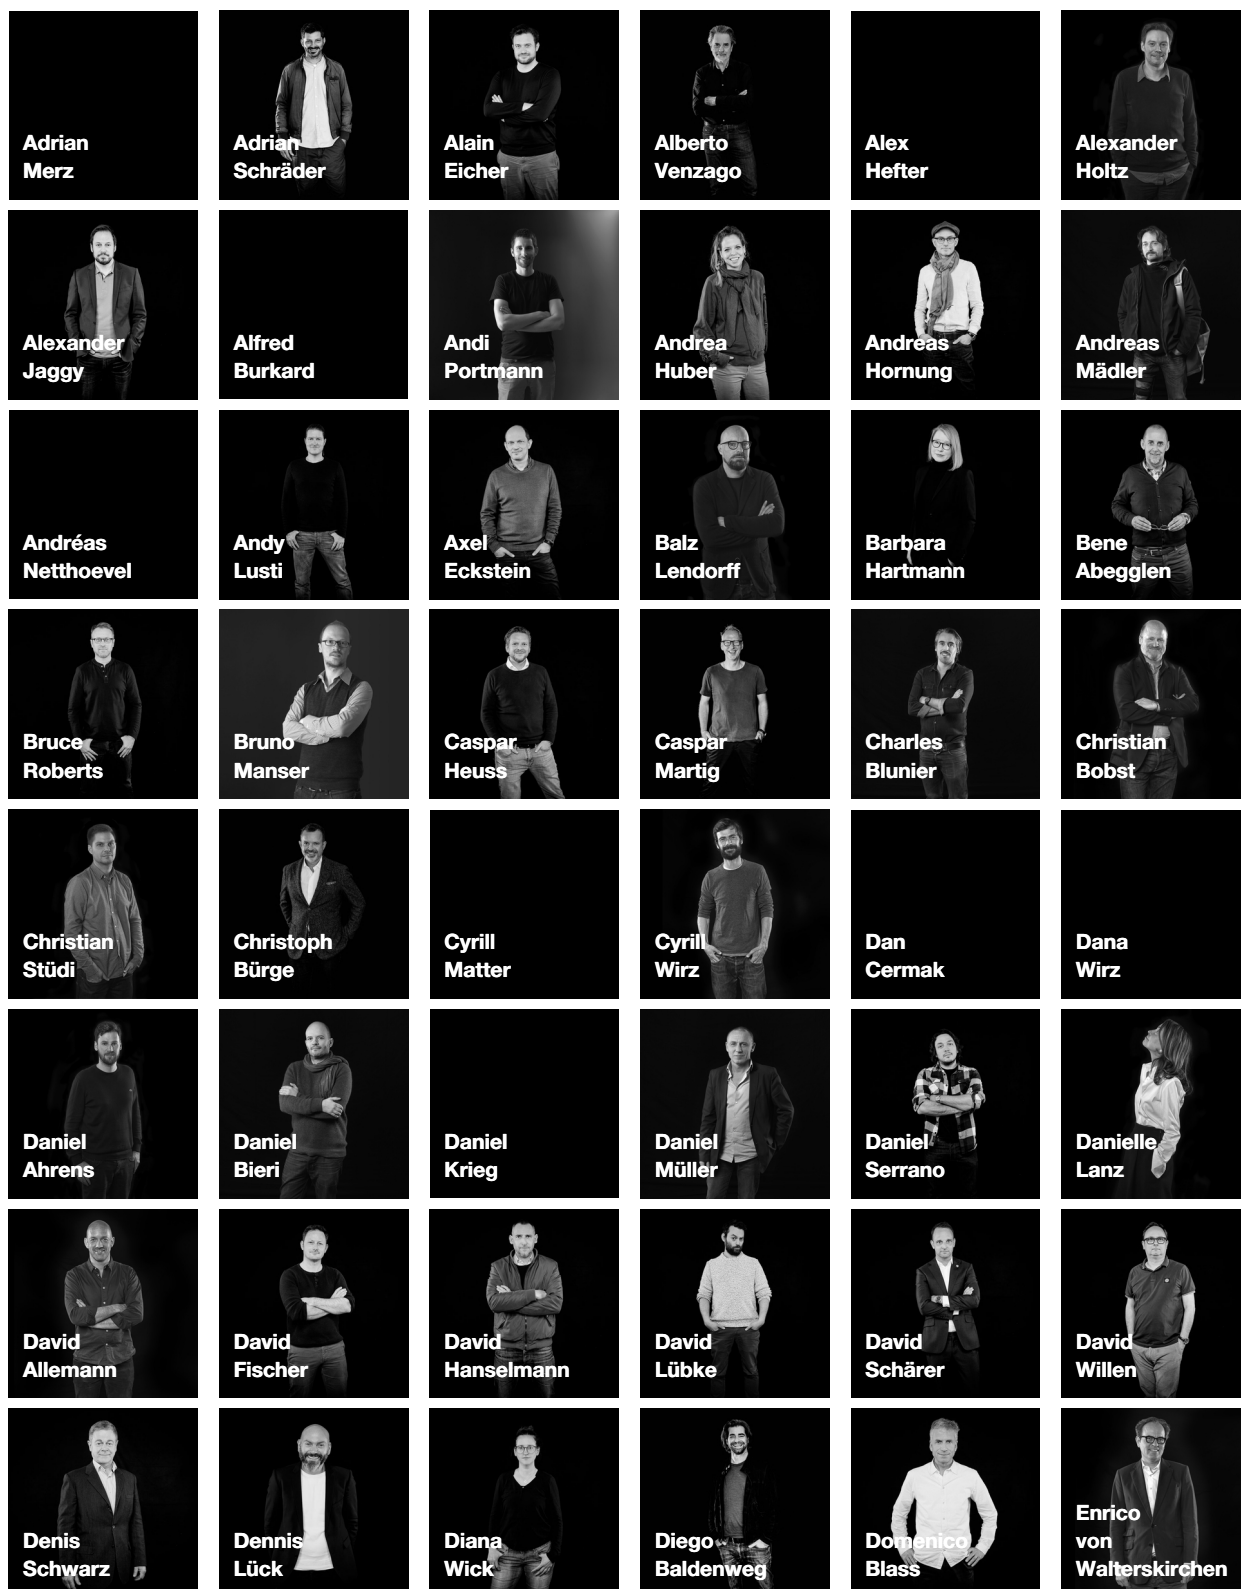 Adrian
Merz
Adrian
Schräder
Alain
Eicher
Alberto
Venzago
Alex
Hefter
Alexander
Holtz
Alexander
Jaggy
Alfred
Burkard
Andi
Portmann
Andrea
Huber
Andreas
Hornung
Andreas
Mädler
Andréas
Netthoevel
Andy
Lusti
Axel
Eckstein
Balz
Lendorff
Barbara
Hartmann
Bene
Abegglen
Bruce
Roberts
Bruno
Manser
Caspar
Heuss
Caspar
Martig
Charles
Blunier
Christian
Bobst
Christian
Stüdi
Christoph
Bürge
Cyrill
Matter
Cyrill
Wirz
Dan
Cermak
Dana
Wirz
Daniel
Ahrens
Daniel
Bieri
Daniel
Krieg
Daniel
Müller
Daniel
Serrano
Danielle
Lanz
David
Allemann
David
Fischer
David
Hanselmann
David
Lübke
David
Schärer
David
Willen
Denis
Schwarz
Dennis
Lück
Diana
Wick
Diego
Baldenweg
Domenico
Blass
Enrico
von
Walterskirchen